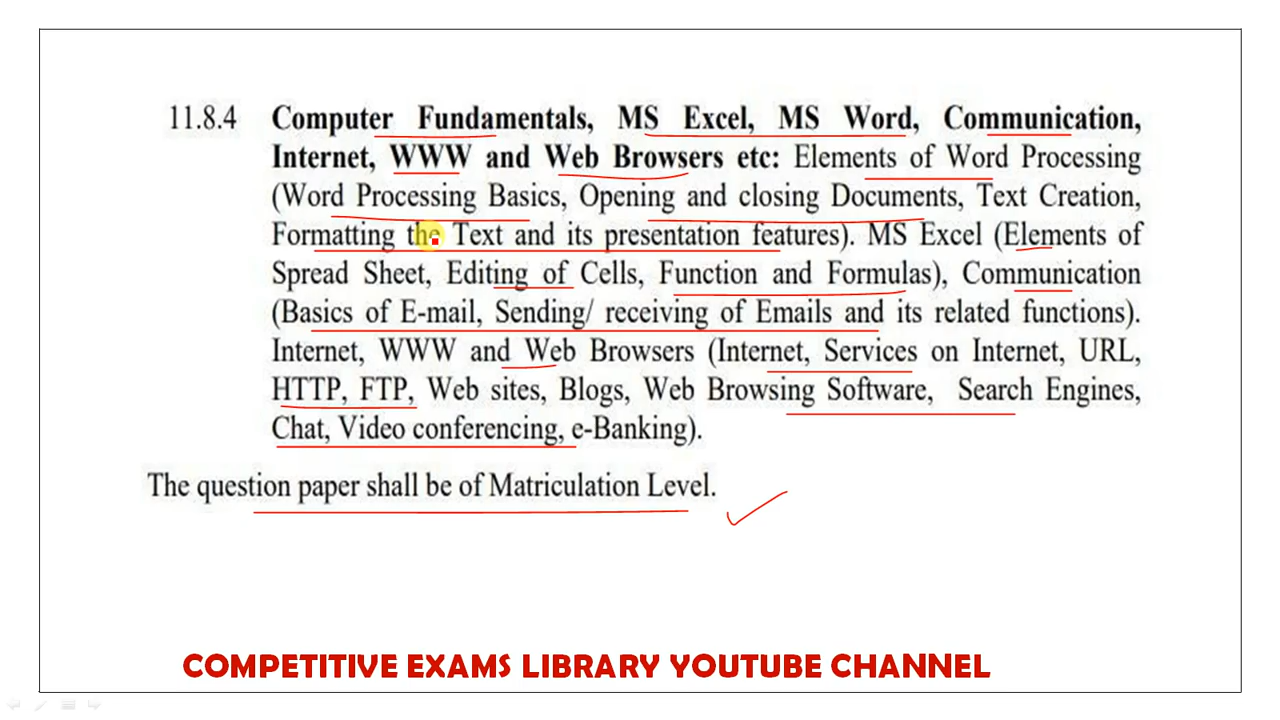 11.8.4 Computer Fundamentals, MS Excel, MS Word, Communication,
Internet, WWW and Web Browsers etc: Elements of Word Processing
(Word Processing Basics, Opening and closing Documents, Text Creation,
Formatting the Text and its presentation features). MS Excel (Elements of
Spread Sheet, Editing of Cells, Function and Formulas), Communication
(Basics of E-mail, Sending/ receiving of Emails and its related functions).
Internet, WWW and Web Browsers (Internet, Services on Internet, URL,
HTTP, FTP, Web sites, Blogs, Web Browsing Software, Search Engines,
Chat, Video conferencing, e-Banking).
The question paper shall be of Matriculation Level.
COMPETITIVE EXAMS LIBRARY YOUTUBE CHANNEL